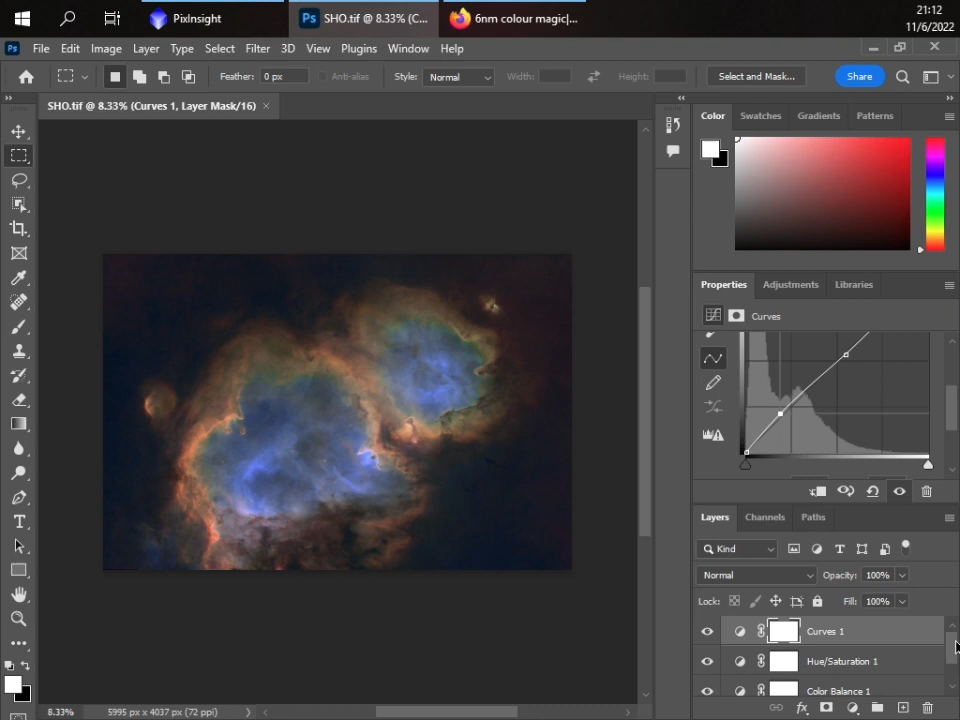 PixInsight
Ps SHO.tif @ 8.33% (C...
6nm colour magic|...
21:12
11/6/2022
Ps File Edit Image Layer Type Select Filter 3D View Plugins Window Help
Feather: 0 px Anti-alias Style: Normal Width: Height: Select and Mask... Share
SHO.tif @ 8.33% (Curves 1, Layer Mask/16) ×
Color Swatches Gradients Patterns
Properties Adjustments Libraries
Curves
Layers Channels Paths
Kind
Normal Opacity: 100%
Lock: Fill: 100%
Curves 1
Hue/Saturation 1
Color Balance 1
8.33% 5995 px x 4037 px (72 ppi)